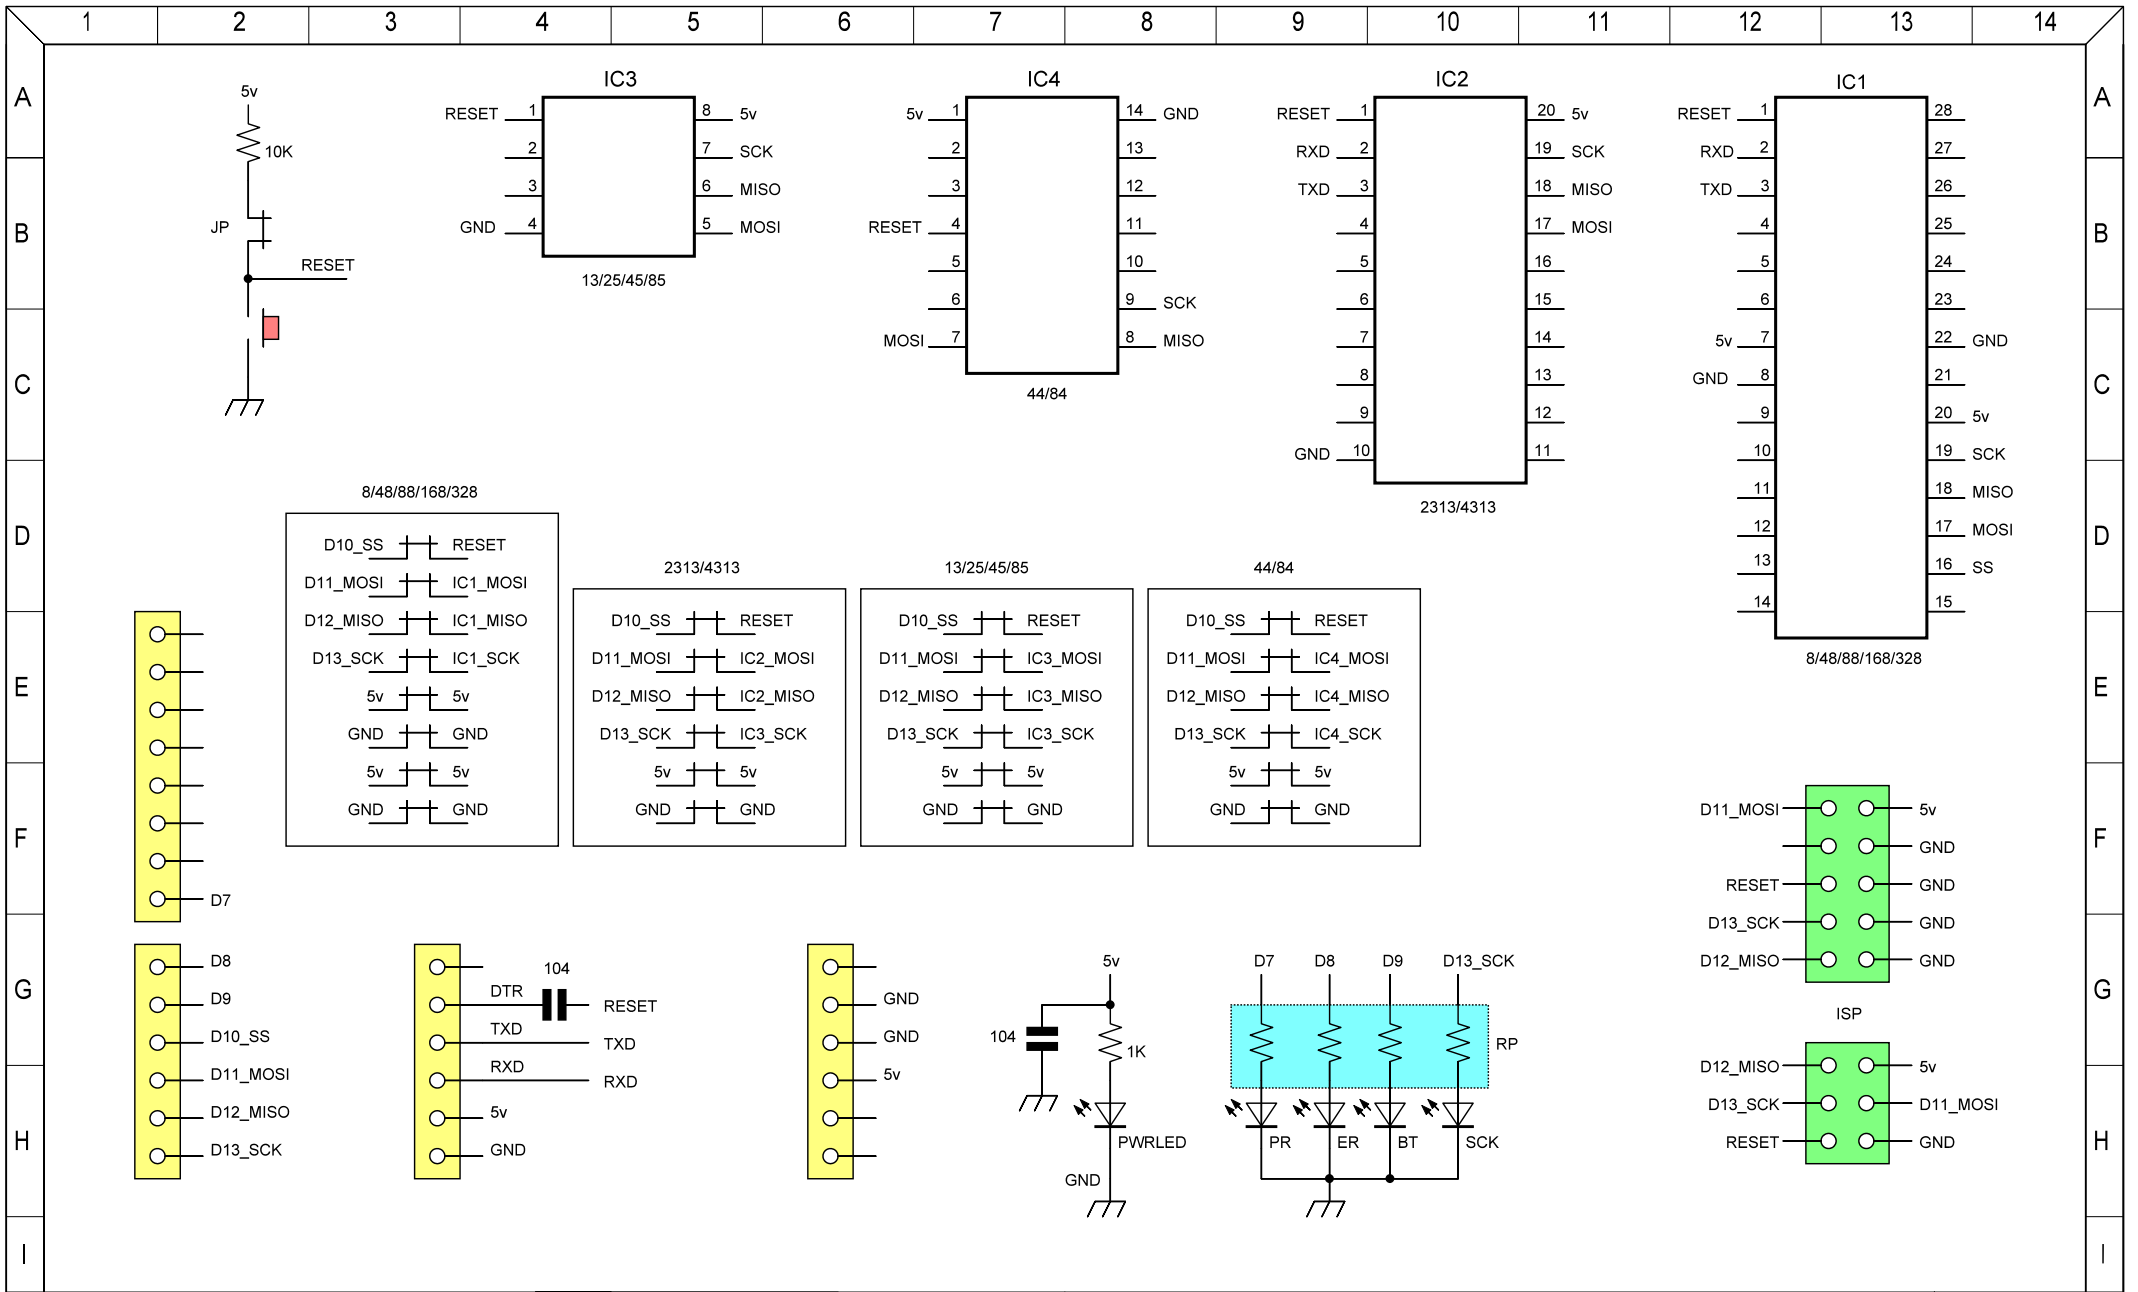 1 2 3 4 5 6 7 8 9 10 11 12 13 14
A A
B B
C C
D D
E E
F F
G G
H H
I I
5v
10K
JP
RESET
IC3
RESET 1 8 5v
2 7 SCK
3 6 MISO
GND 4 5 MOSI
13/25/45/85
IC4
5v 1 14 GND
2 13
3 12
RESET 4 11
5 10
6 9 SCK
MOSI 7 8 MISO
44/84
IC2
RESET 1 20 5v
RXD 2 19 SCK
TXD 3 18 MISO
4 17 MOSI
5 16
6 15
7 14
8 13
9 12
GND 10 11
2313/4313
IC1
RESET 1 28
RXD 2 27
TXD 3 26
4 25
5 24
6 23
5v 7 22 GND
GND 8 21
9 20 5v
10 19 SCK
11 18 MISO
12 17 MOSI
13 16 SS
14 15
8/48/88/168/328
8/48/88/168/328
D10_SS RESET
D11_MOSI IC1_MOSI
D12_MISO IC1_MISO
D13_SCK IC1_SCK
5v 5v
GND GND
5v 5v
GND GND
2313/4313
D10_SS RESET
D11_MOSI IC2_MOSI
D12_MISO IC2_MISO
D13_SCK IC3_SCK
5v 5v
GND GND
13/25/45/85
D10_SS RESET
D11_MOSI IC3_MOSI
D12_MISO IC3_MISO
D13_SCK IC3_SCK
5v 5v
GND GND
44/84
D10_SS RESET
D11_MOSI IC4_MOSI
D12_MISO IC4_MISO
D13_SCK IC4_SCK
5v 5v
GND GND
D7
D8
D9
D10_SS
D11_MOSI
D12_MISO
D13_SCK
104
DTR RESET
TXD TXD
RXD RXD
5v
GND
GND
GND
5v
5v
104
1K
PWRLED
GND
D7 D8 D9 D13_SCK
RP
PR ER BT SCK
D11_MOSI 5v
GND
RESET GND
D13_SCK GND
D12_MISO GND
ISP
D12_MISO 5v
D13_SCK D11_MOSI
RESET GND